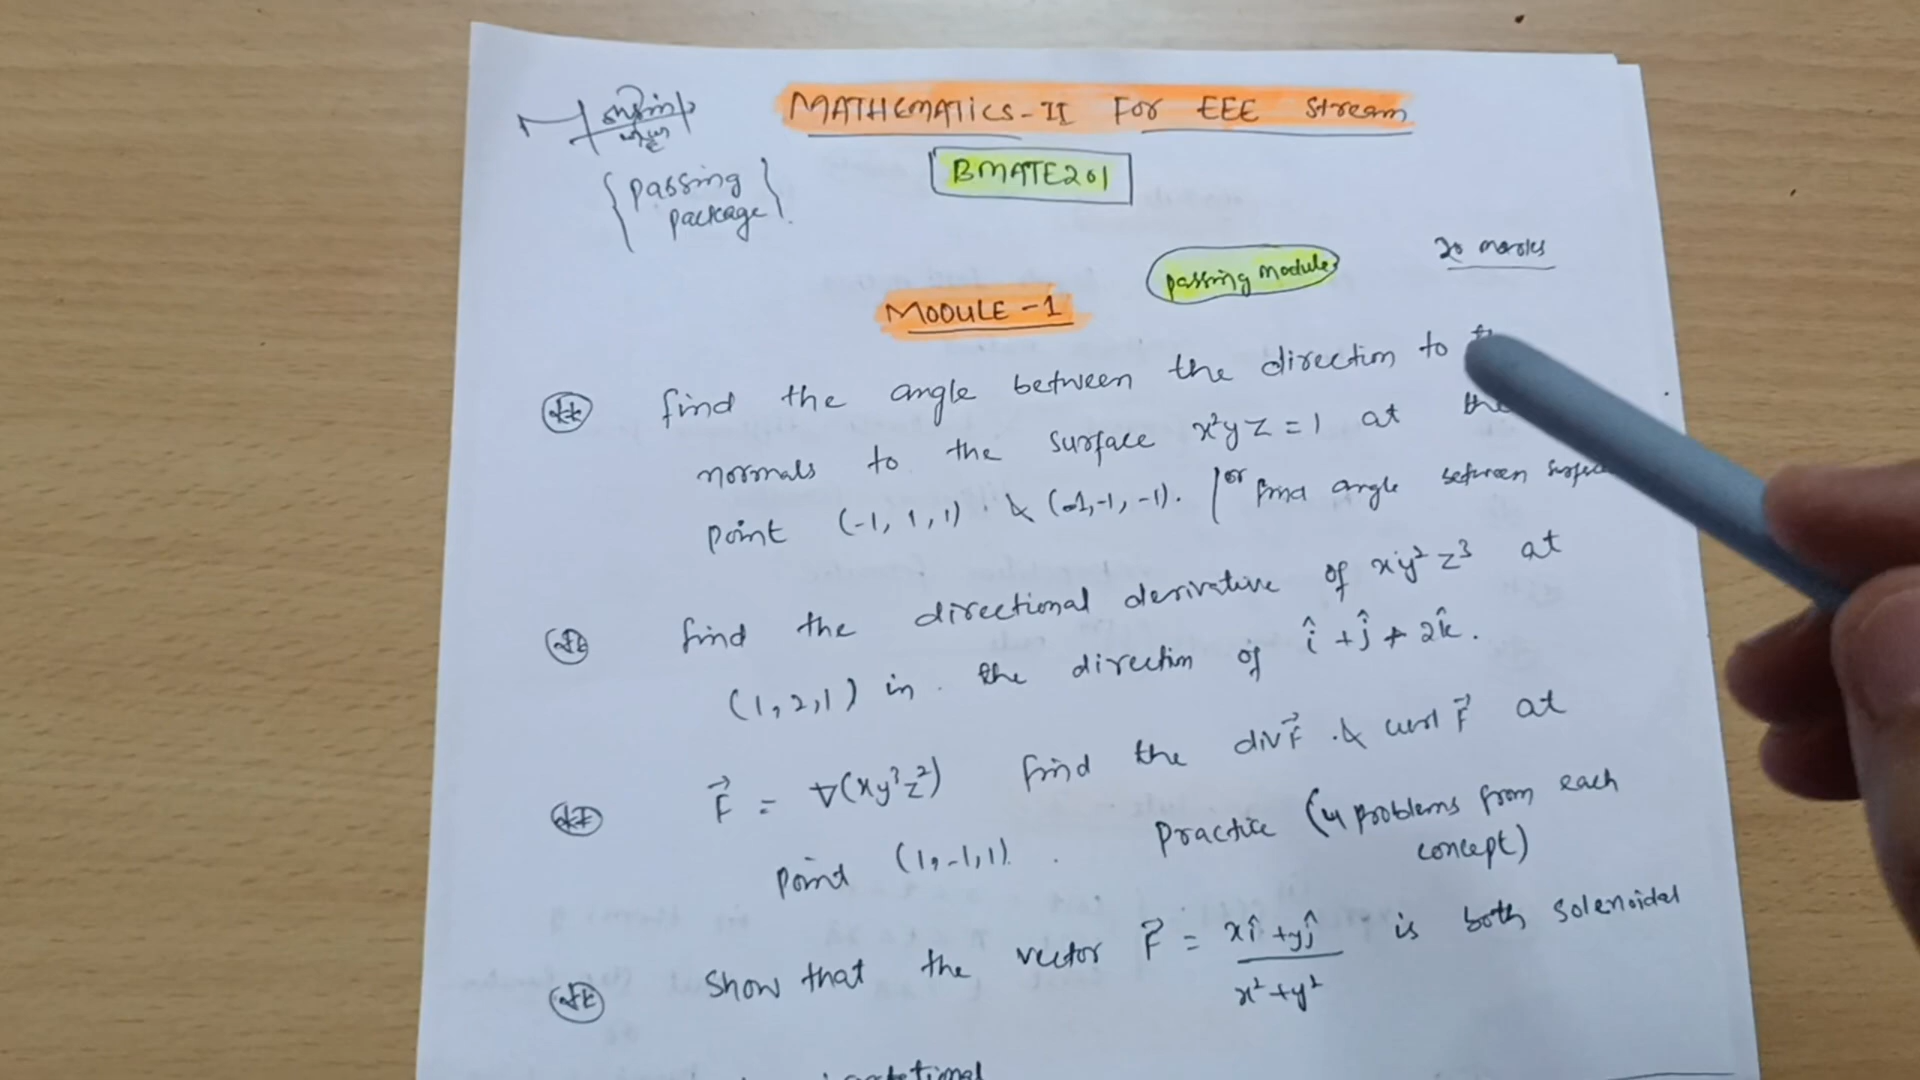 MATHEMATICS-II For EEE Stream
BMATE201
{Passing
package}
passing module
20 marks
MODULE-1
** find the angle between the direction to
normals to the surface x²yz=1 at the
point (-1, 1, 1) & (-1,-1,-1). | or find angle between
** find the directional derivative of xy²z³ at
(1,2,1) in the direction of î+ĵ+2k̂.
** F⃗ = ∇(xy³z²) find the divF⃗ & curl F⃗ at
point (1,-1,1). Practice (4 problems from each
concept)
** Show that the vector F⃗ = xî+yĵ / x²+y² is both solenoidal